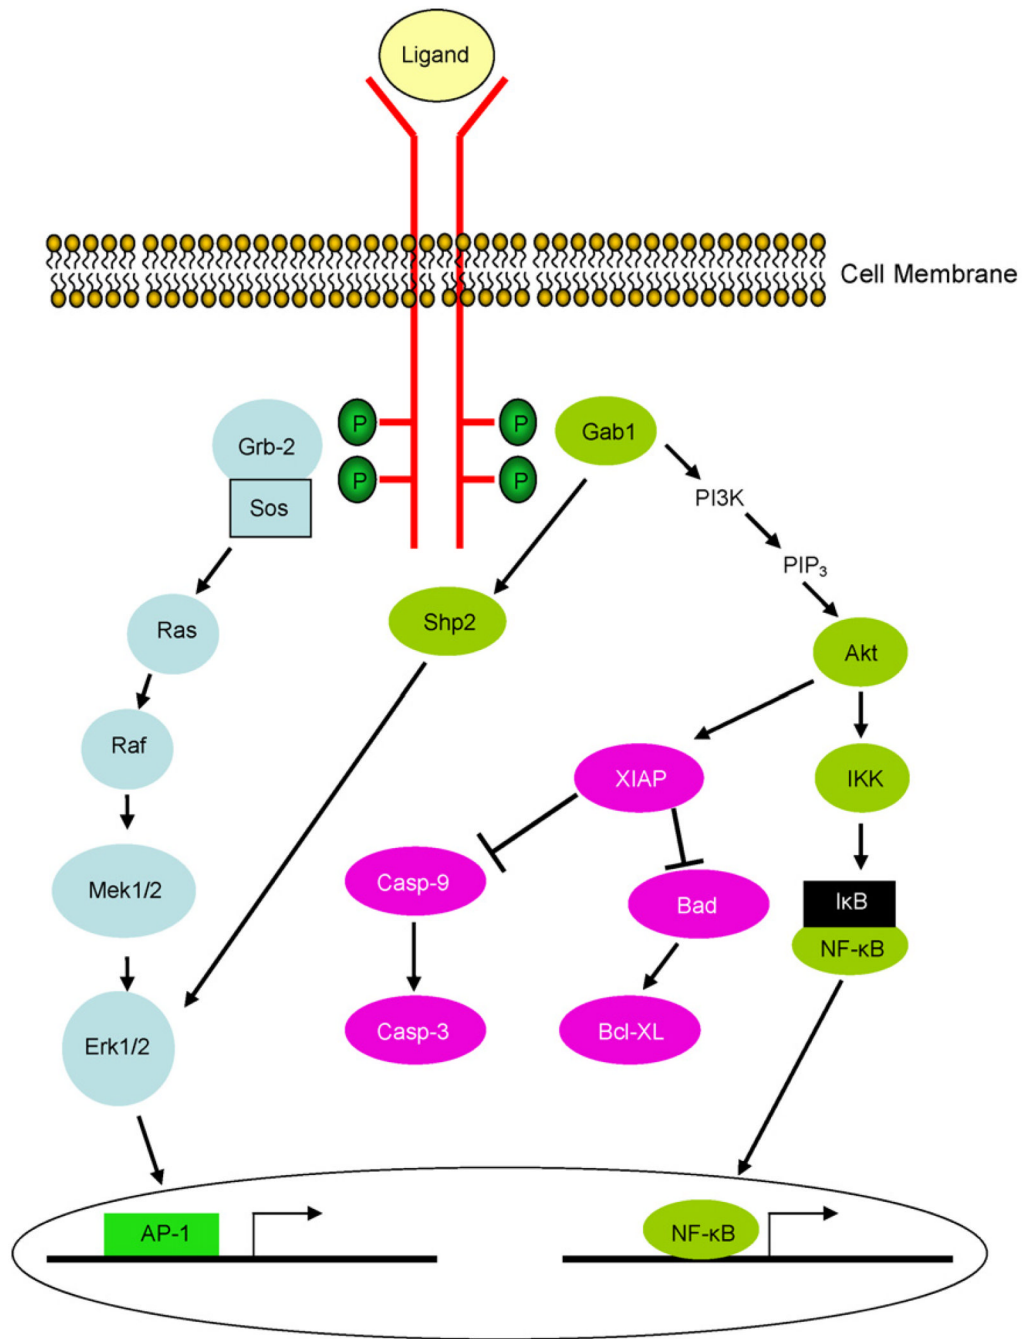 Ligand
Cell Membrane
Grb-2
P
P
Gab1
Sos
P
P
PI3K
PIP₃
Ras
Shp2
Akt
Raf
XIAP
IKK
Mek1/2
Casp-9
Bad
IκB
NF-κB
Casp-3
Bcl-XL
Erk1/2
AP-1
NF-κB